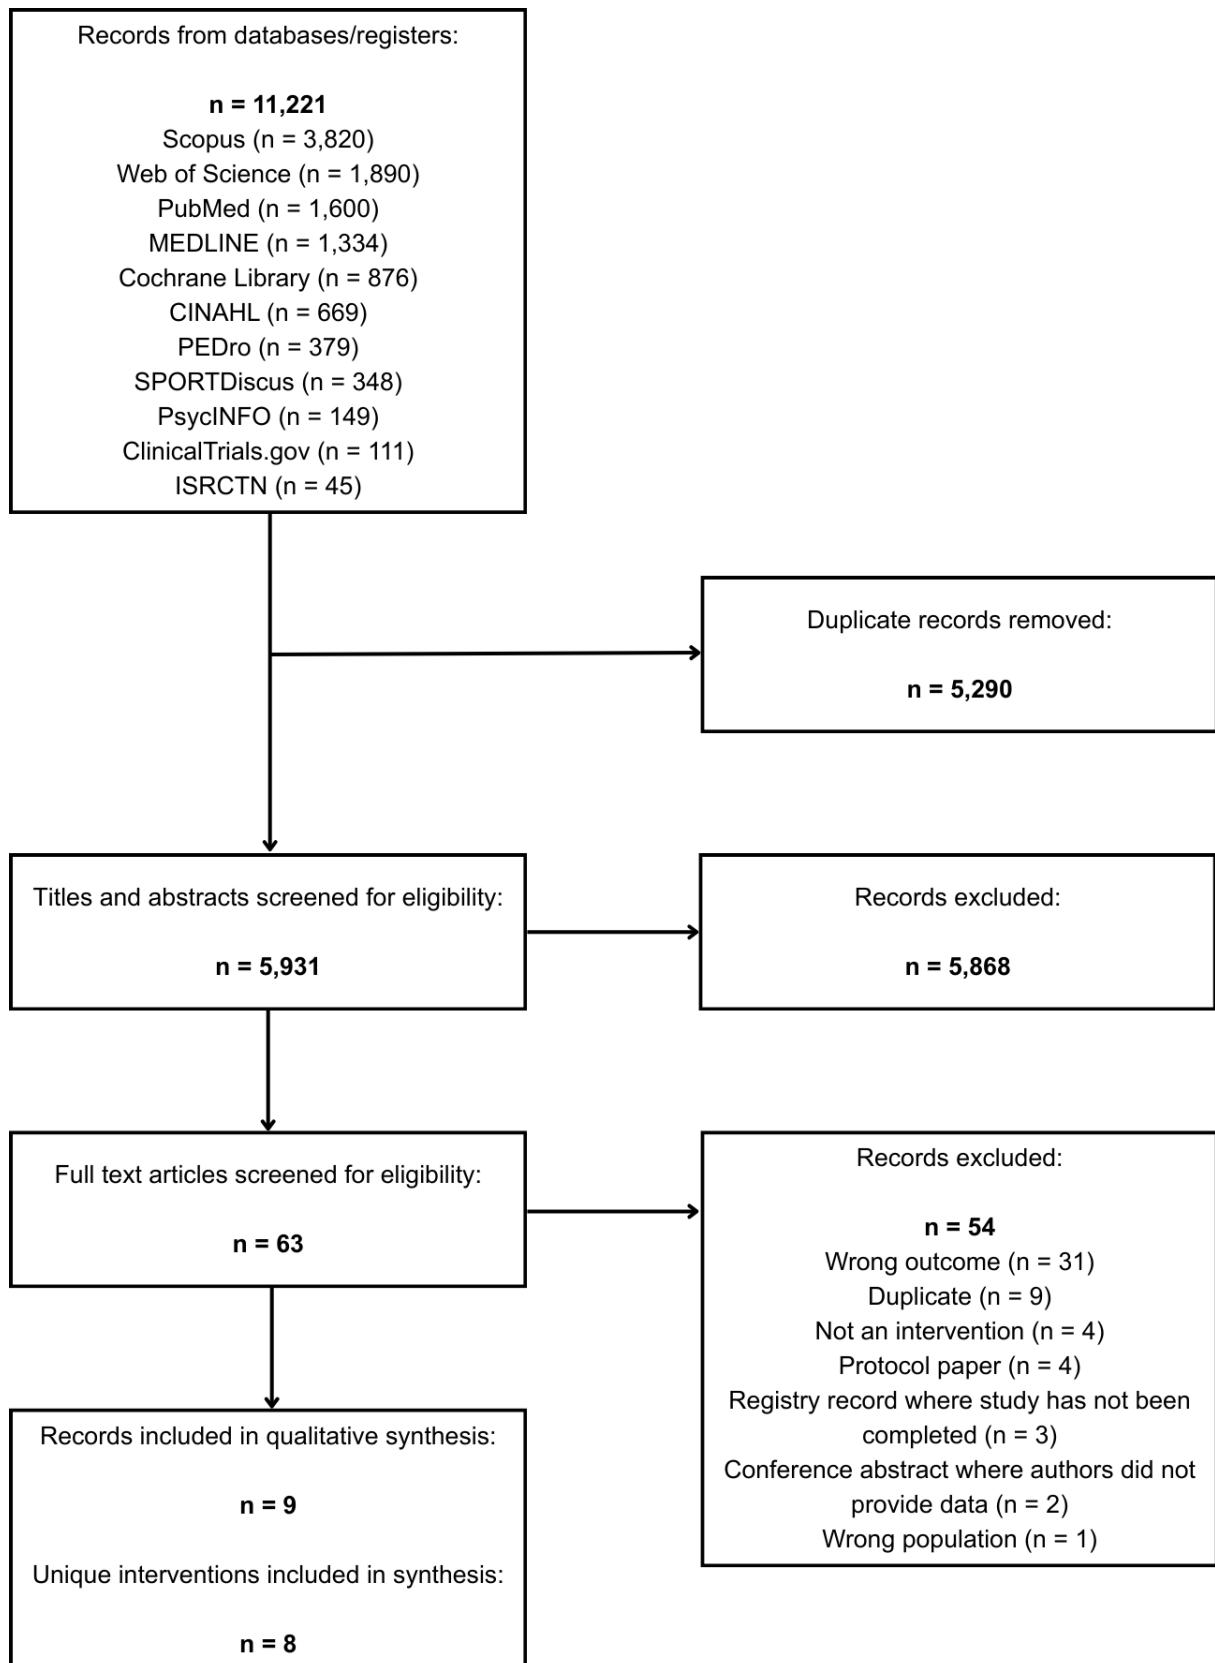 Records from databases/registers:
n = 11,221
Scopus (n = 3,820)
Web of Science (n = 1,890)
PubMed (n = 1,600)
MEDLINE (n = 1,334)
Cochrane Library (n = 876)
CINAHL (n = 669)
PEDro (n = 379)
SPORTDiscus (n = 348)
PsycINFO (n = 149)
ClinicalTrials.gov (n = 111)
ISRCTN (n = 45)
Duplicate records removed:
n = 5,290
Titles and abstracts screened for eligibility:
n = 5,931
Records excluded:
n = 5,868
Full text articles screened for eligibility:
n = 63
Records excluded:
n = 54
Wrong outcome (n = 31)
Duplicate (n = 9)
Not an intervention (n = 4)
Protocol paper (n = 4)
Registry record where study has not been
completed (n = 3)
Conference abstract where authors did not
provide data (n = 2)
Wrong population (n = 1)
Records included in qualitative synthesis:
n = 9
Unique interventions included in synthesis:
n = 8